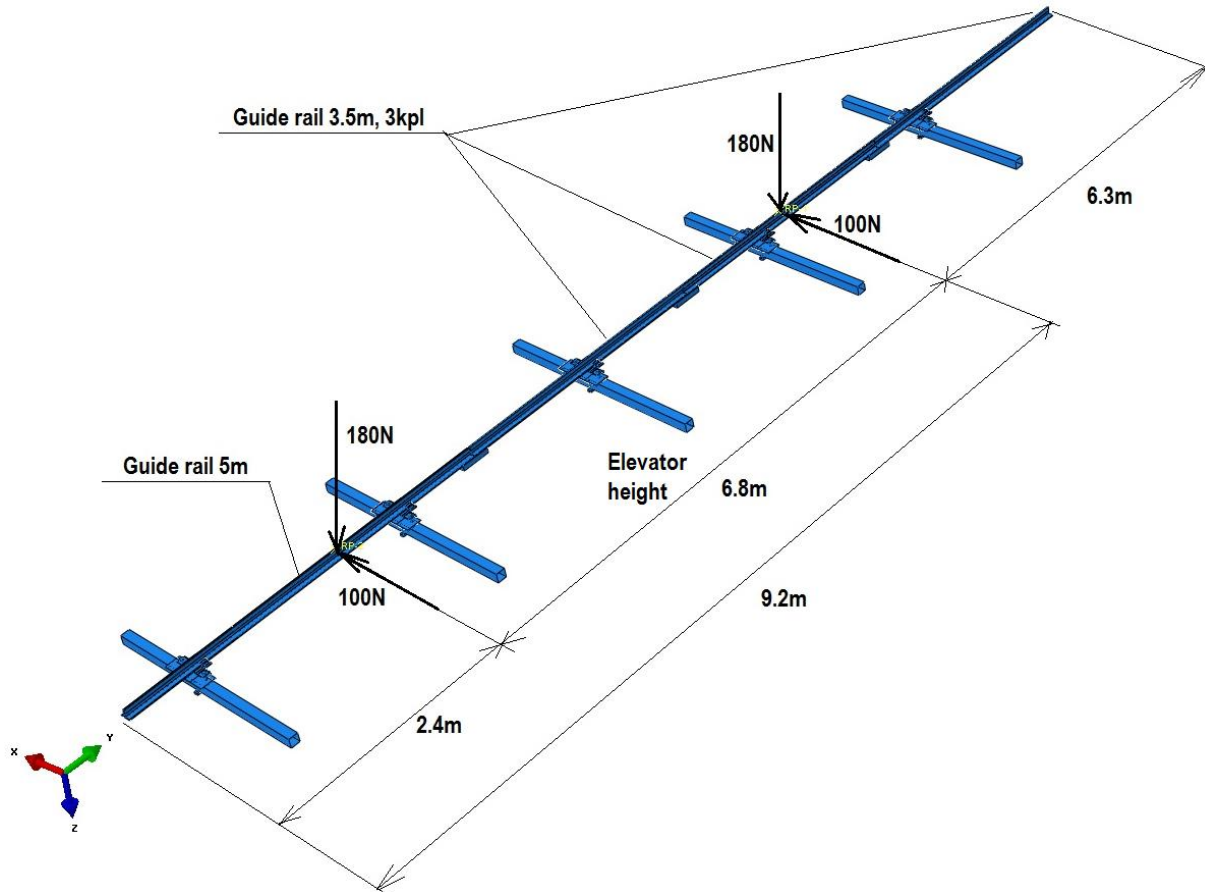 Guide rail 3.5m, 3kpl
180N
100N
6.3m
180N
Guide rail 5m
Elevator
height
6.8m
100N
9.2m
2.4m
X
Y
Z